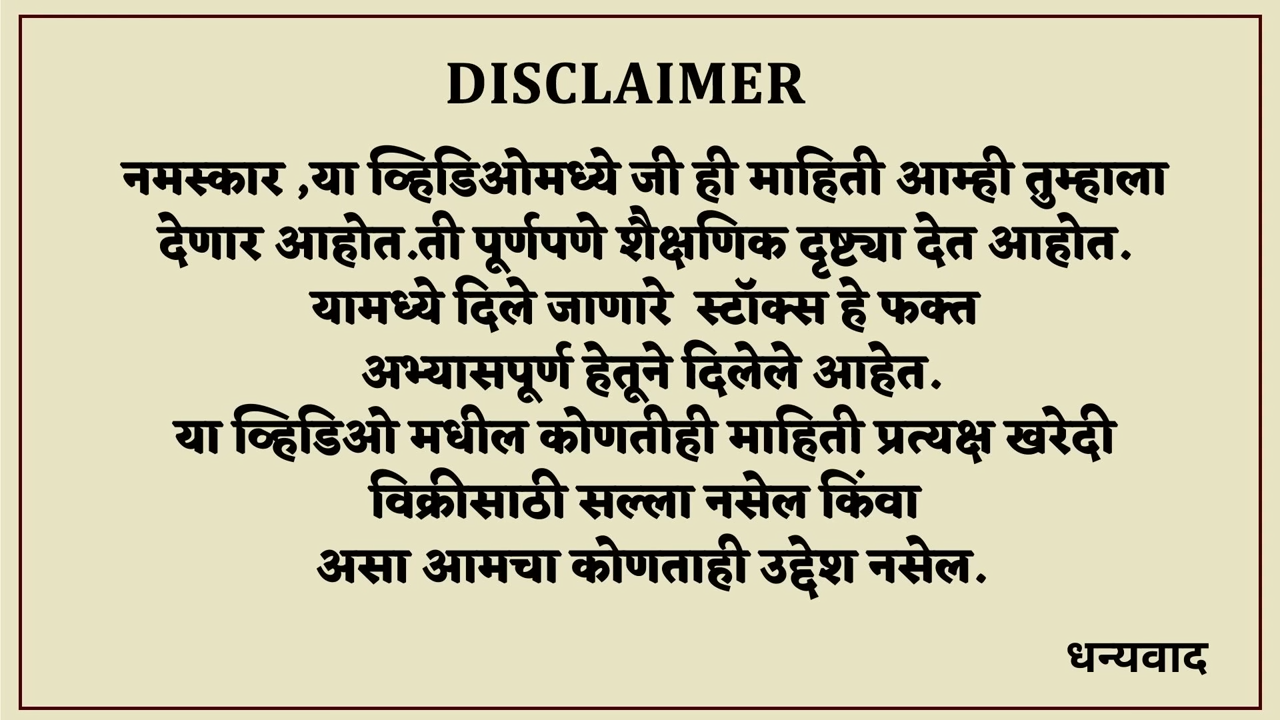 DISCLAIMER
नमस्कार ,या व्हिडिओमध्ये जी ही माहिती आम्ही तुम्हाला
देणार आहोत.ती पूर्णपणे शैक्षणिक दृष्ट्या देत आहोत.
यामध्ये दिले जाणारे  स्टॉक्स हे फक्त
अभ्यासपूर्ण हेतूने दिलेले आहेत.
या व्हिडिओ मधील कोणतीही माहिती प्रत्यक्ष खरेदी
विक्रीसाठी सल्ला नसेल किंवा
असा आमचा कोणताही उद्देश नसेल.
धन्यवाद